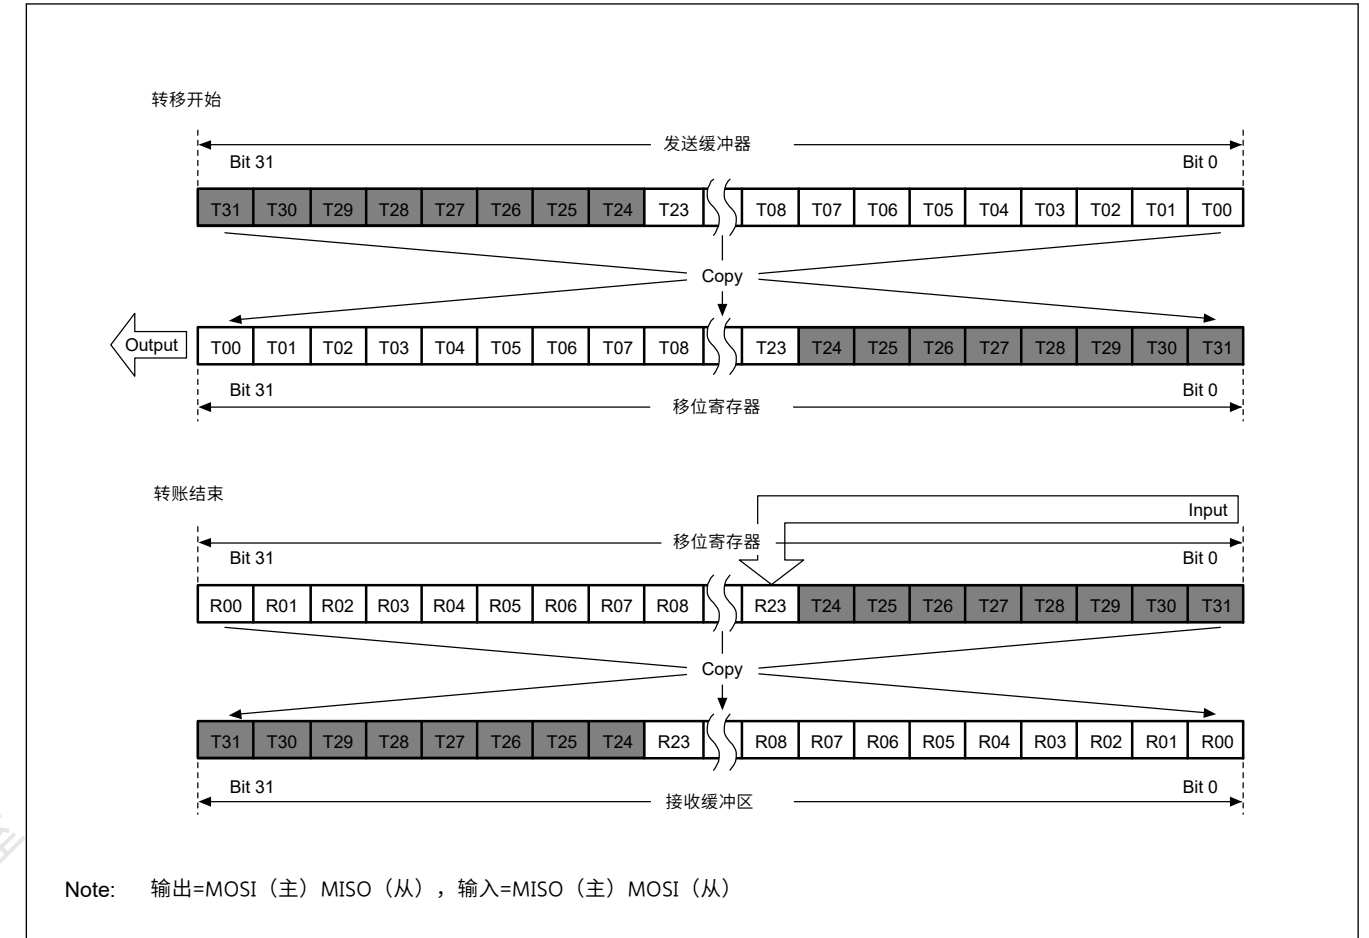 转移开始
发送缓冲器
Bit 31 Bit 0
T31 T30 T29 T28 T27 T26 T25 T24 T23 T08 T07 T06 T05 T04 T03 T02 T01 T00
Copy
Output T00 T01 T02 T03 T04 T05 T06 T07 T08 T23 T24 T25 T26 T27 T28 T29 T30 T31
Bit 31 Bit 0
移位寄存器
转账结束
Input
移位寄存器
Bit 31 Bit 0
R00 R01 R02 R03 R04 R05 R06 R07 R08 R23 T24 T25 T26 T27 T28 T29 T30 T31
Copy
T31 T30 T29 T28 T27 T26 T25 T24 R23 R08 R07 R06 R05 R04 R03 R02 R01 R00
Bit 31 Bit 0
接收缓冲区
Note: 输出=MOSI（主）MISO（从），输入=MISO（主）MOSI（从）